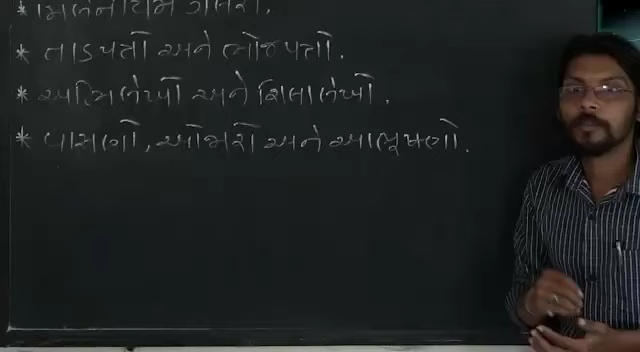 * તાડપત્રો અને ભોજપત્રો.
* અભિલેખો અને શિલાલેખો.
* વાસણો, ઓજારો અને આભૂષણો.